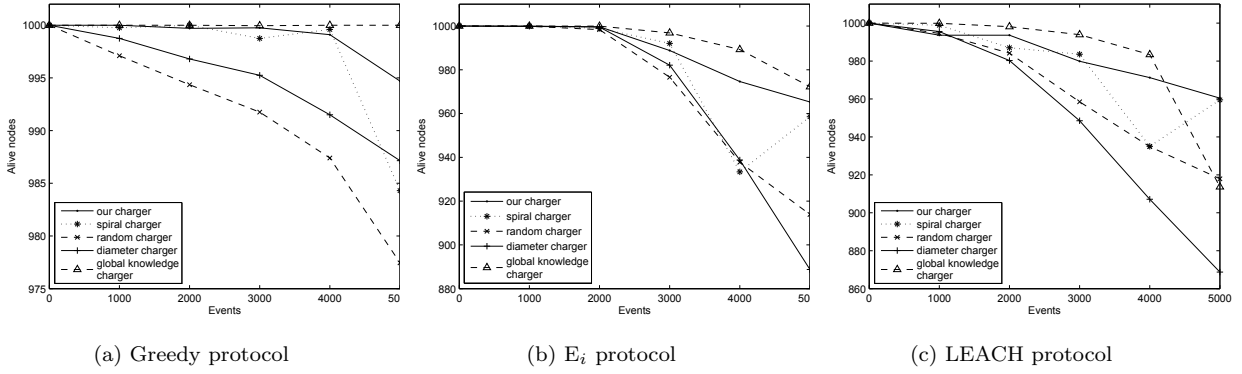 1000
995
990
985
980
975
Alive nodes
our charger
spiral charger
random charger
diameter charger
global knowledge
charger
0
1000
2000
3000
4000
50
Events
(a) Greedy protocol
1000
980
960
940
920
900
880
Alive nodes
our charger
spiral charger
random charger
diameter charger
global knowledge
charger
0
1000
2000
3000
4000
50
Events
(b) Ei protocol
1000
980
960
940
920
900
880
860
Alive nodes
our charger
spiral charger
random charger
diameter charger
global knowledge
charger
0
1000
2000
3000
4000
5000
Events
(c) LEACH protocol